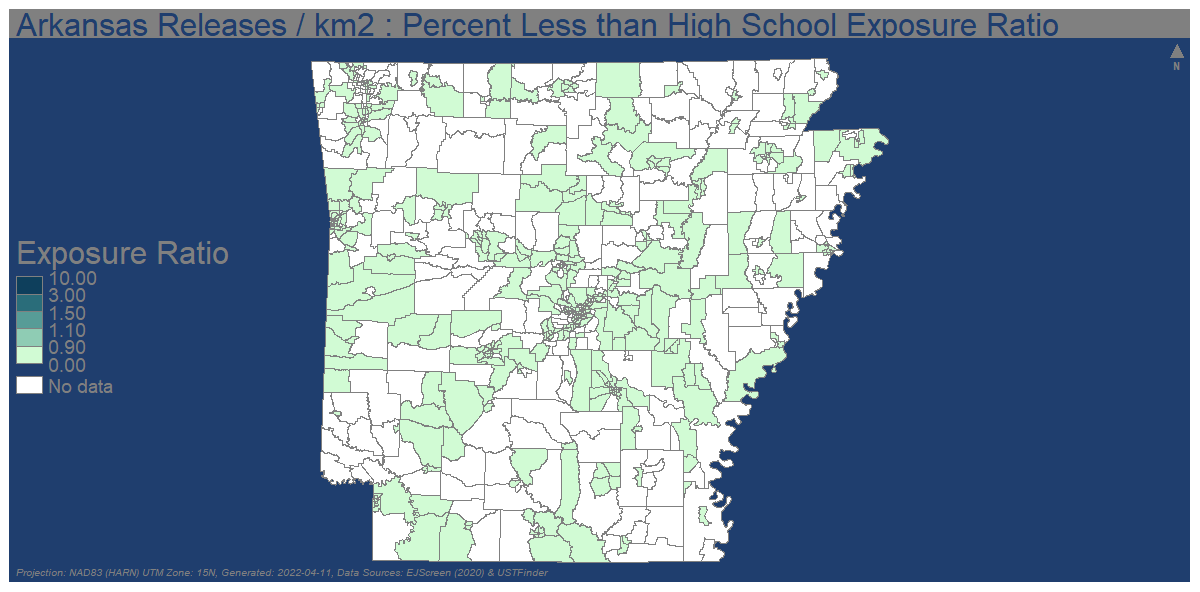 Arkansas Releases / km2 : Percent Less than High School Exposure Ratio
N
Exposure Ratio
10.00
3.00
1.50
1.10
0.90
0.00
No data
Projection: NAD83 (HARN) UTM Zone: 15N, Generated: 2022-04-11, Data Sources: EJScreen (2020) & USTFinder